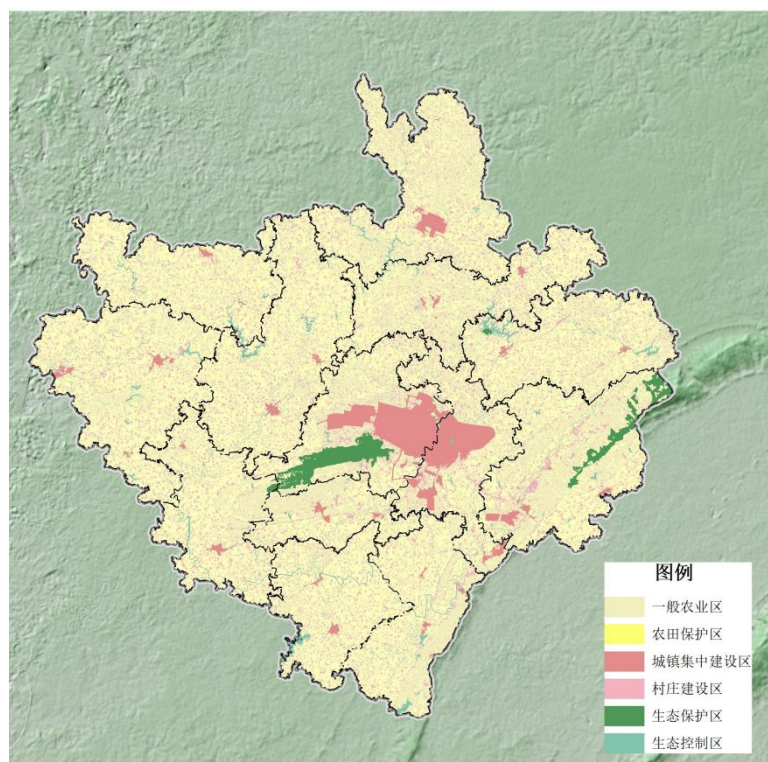 图例
一般农业区
农田保护区
城镇集中建设区
村庄建设区
生态保护区
生态控制区